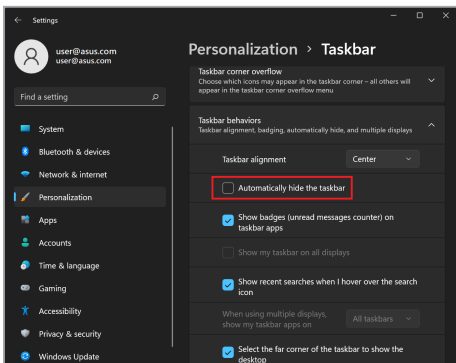 Settings
user@asus.com
user@asus.com
Find a setting
System
Bluetooth & devices
Network & internet
Personalization
Apps
Accounts
Time & language
Gaming
Accessibility
Privacy & security
Windows Update
Personalization > Taskbar
Taskbar corner overflow
Choose which icons may appear in the taskbar corner – all others will
appear in the taskbar corner overflow menu
Taskbar behaviors
Taskbar alignment, badging, automatically hide, and multiple displays
Taskbar alignment
Center
Automatically hide the taskbar
Show badges (unread messages counter) on
taskbar apps
Show my taskbar on all displays
Show recent searches when I hover over the search
icon
When using multiple displays,
show my taskbar apps on
All taskbars
Select the far corner of the taskbar to show the
desktop